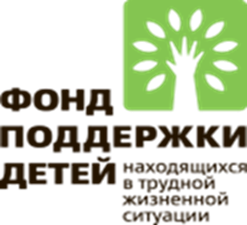 ФОНД
ПОДДЕРЖКИ
ДЕТЕЙ
находящихся
в трудной
жизненной
ситуации